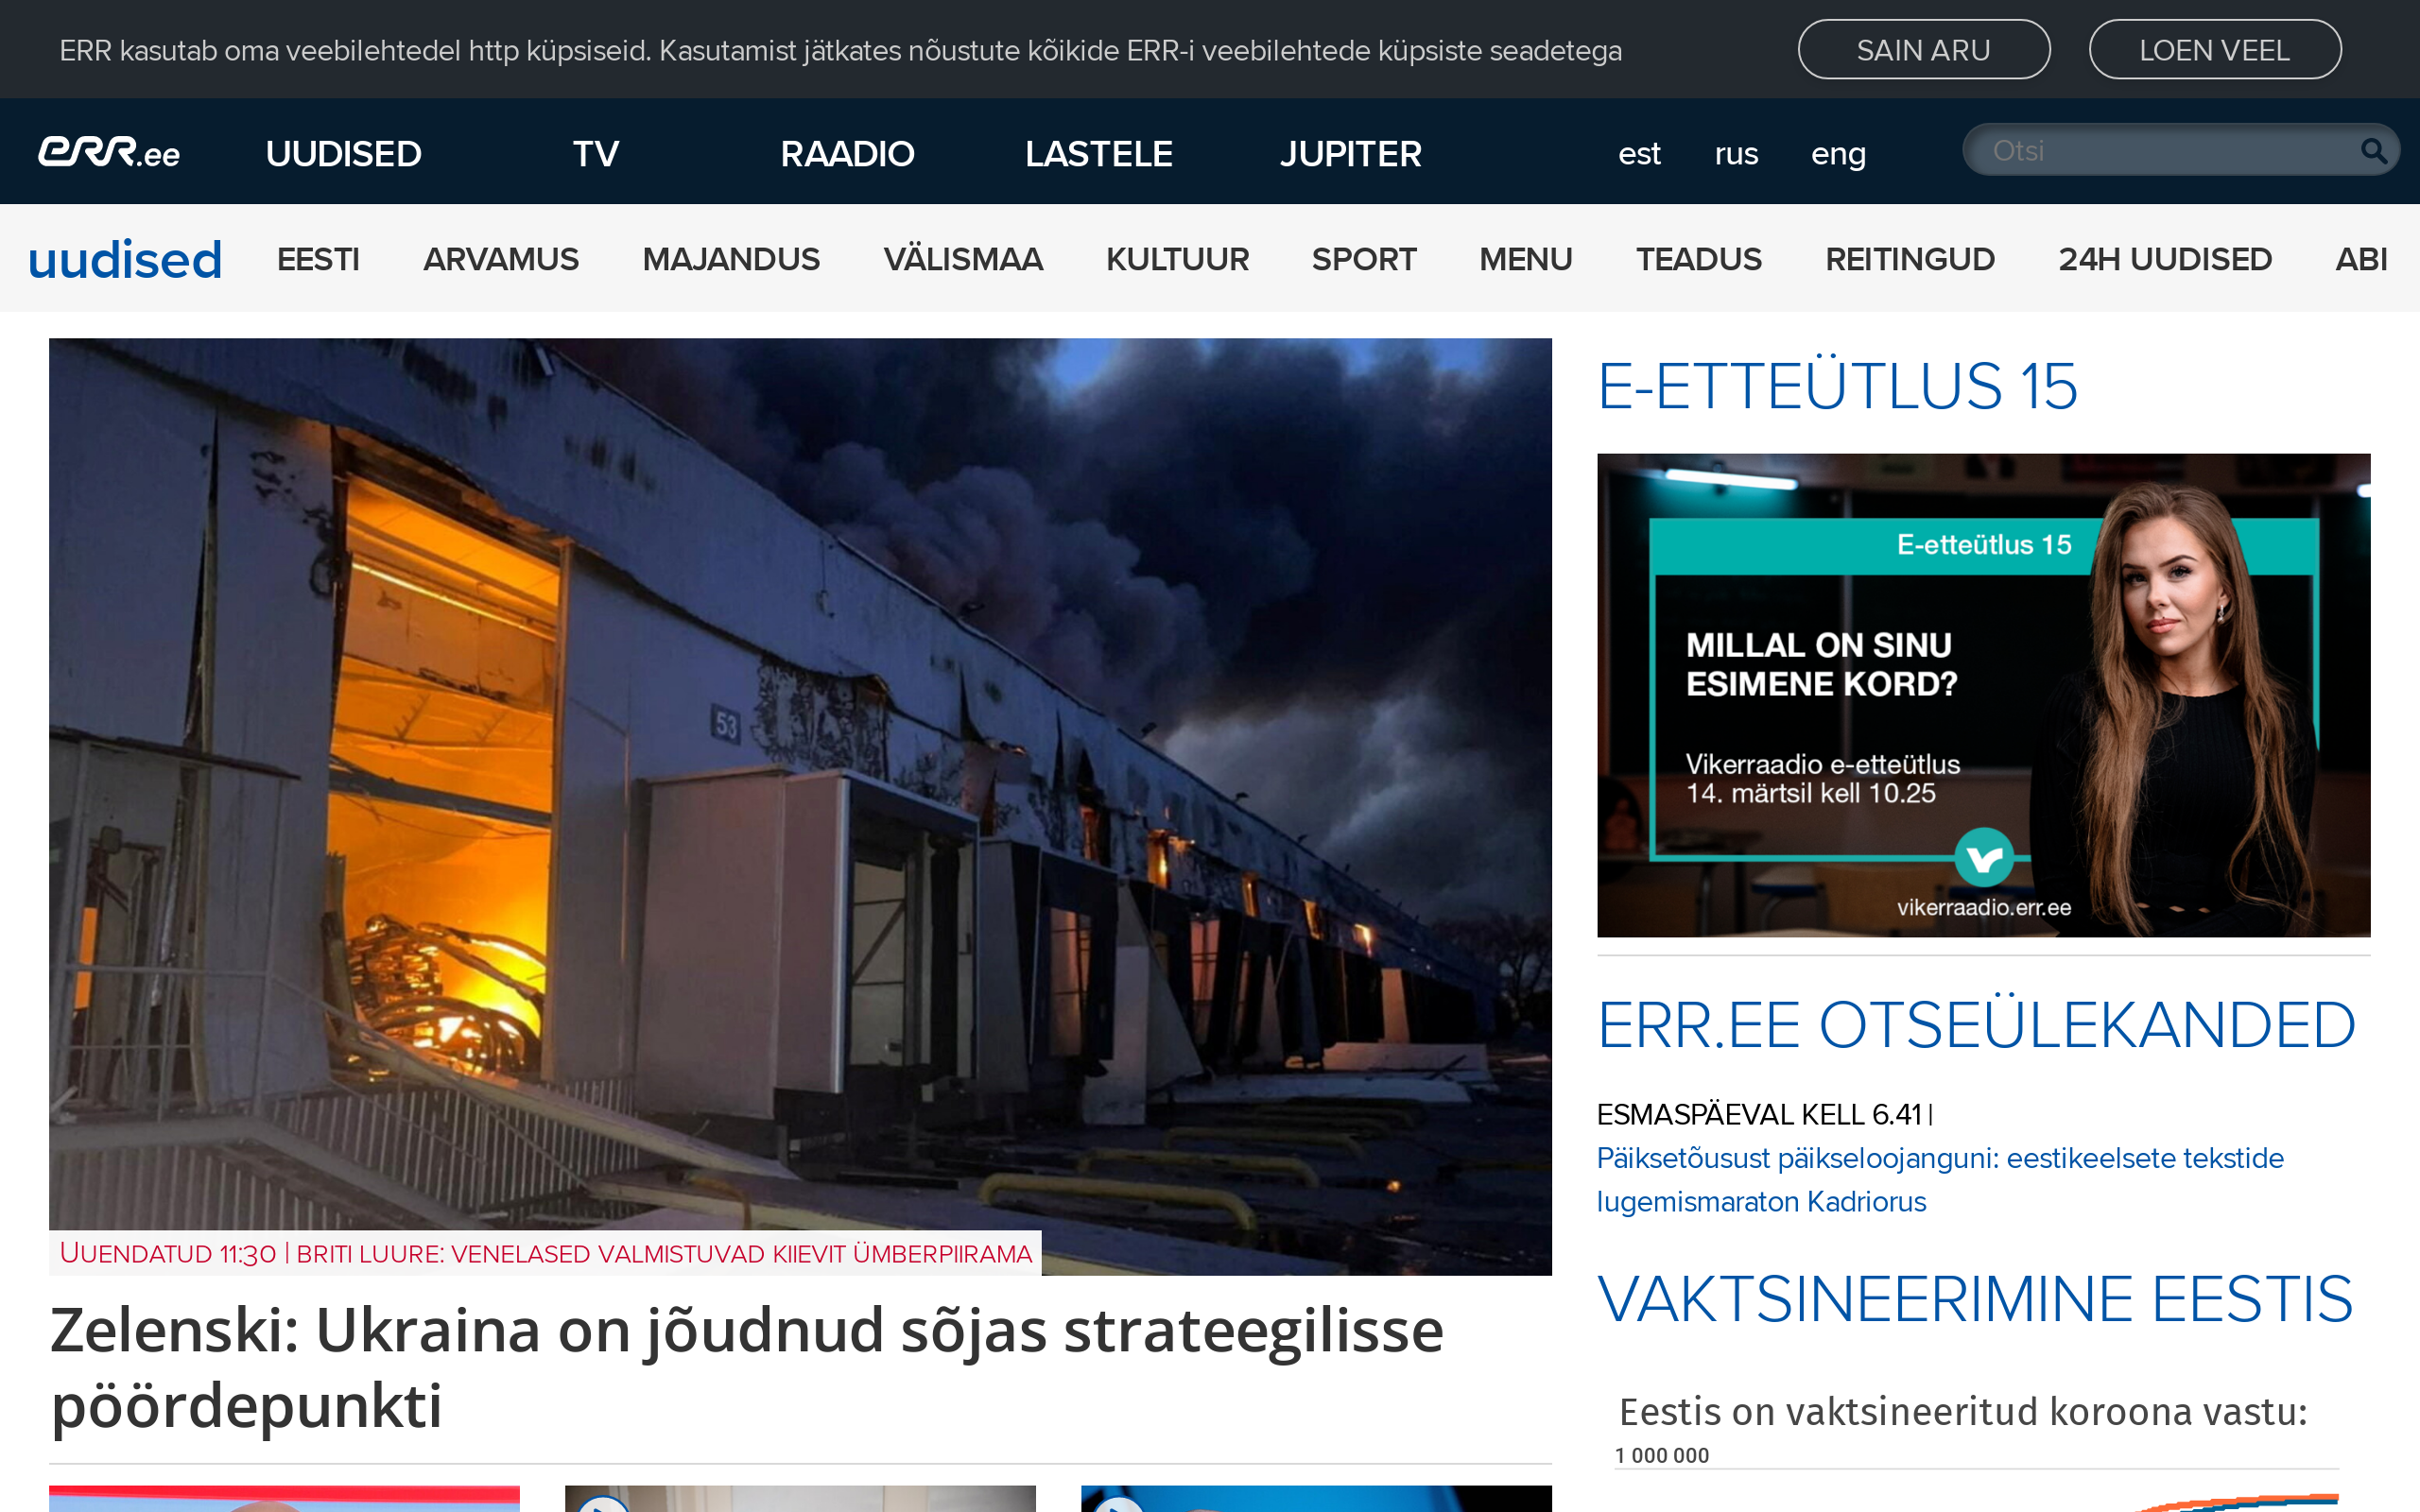 ERR kasutab oma veebilehtedel http küpsiseid. Kasutamist jätkates nõustute kõikide ERR-i veebilehtede küpsiste seadetega
SAIN ARU
LOEN VEEL
err.ee
UUDISED
TV
RAADIO
LASTELE
JUPITER
est
rus
eng
Otsi
uudised
EESTI
ARVAMUS
MAJANDUS
VÄLISMAA
KULTUUR
SPORT
MENU
TEADUS
REITINGUD
24H UUDISED
ABI
53
UUENDATUD 11:30 | BRITI LUURE: VENELASED VALMISTUVAD KIIEVIT ÜMBERPIIRAMA
Zelenski: Ukraina on jõudnud sõjas strateegilisse
pöördepunkti
E-ETTEÜTLUS 15
E-etteütlus 15
MILLAL ON SINU
ESIMENE KORD?
Vikerraadio e-etteütlus
14. märtsil kell 10.25
vikerraadio.err.ee
ERR.EE OTSEÜLEKANDED
ESMASPÄEVAL KELL 6.41 |
Päiksetõusust päikseloojanguni: eestikeelsete tekstide
lugemismaraton Kadriorus
VAKTSINEERIMINE EESTIS
Eestis on vaktsineeritud koroona vastu:
1 000 000